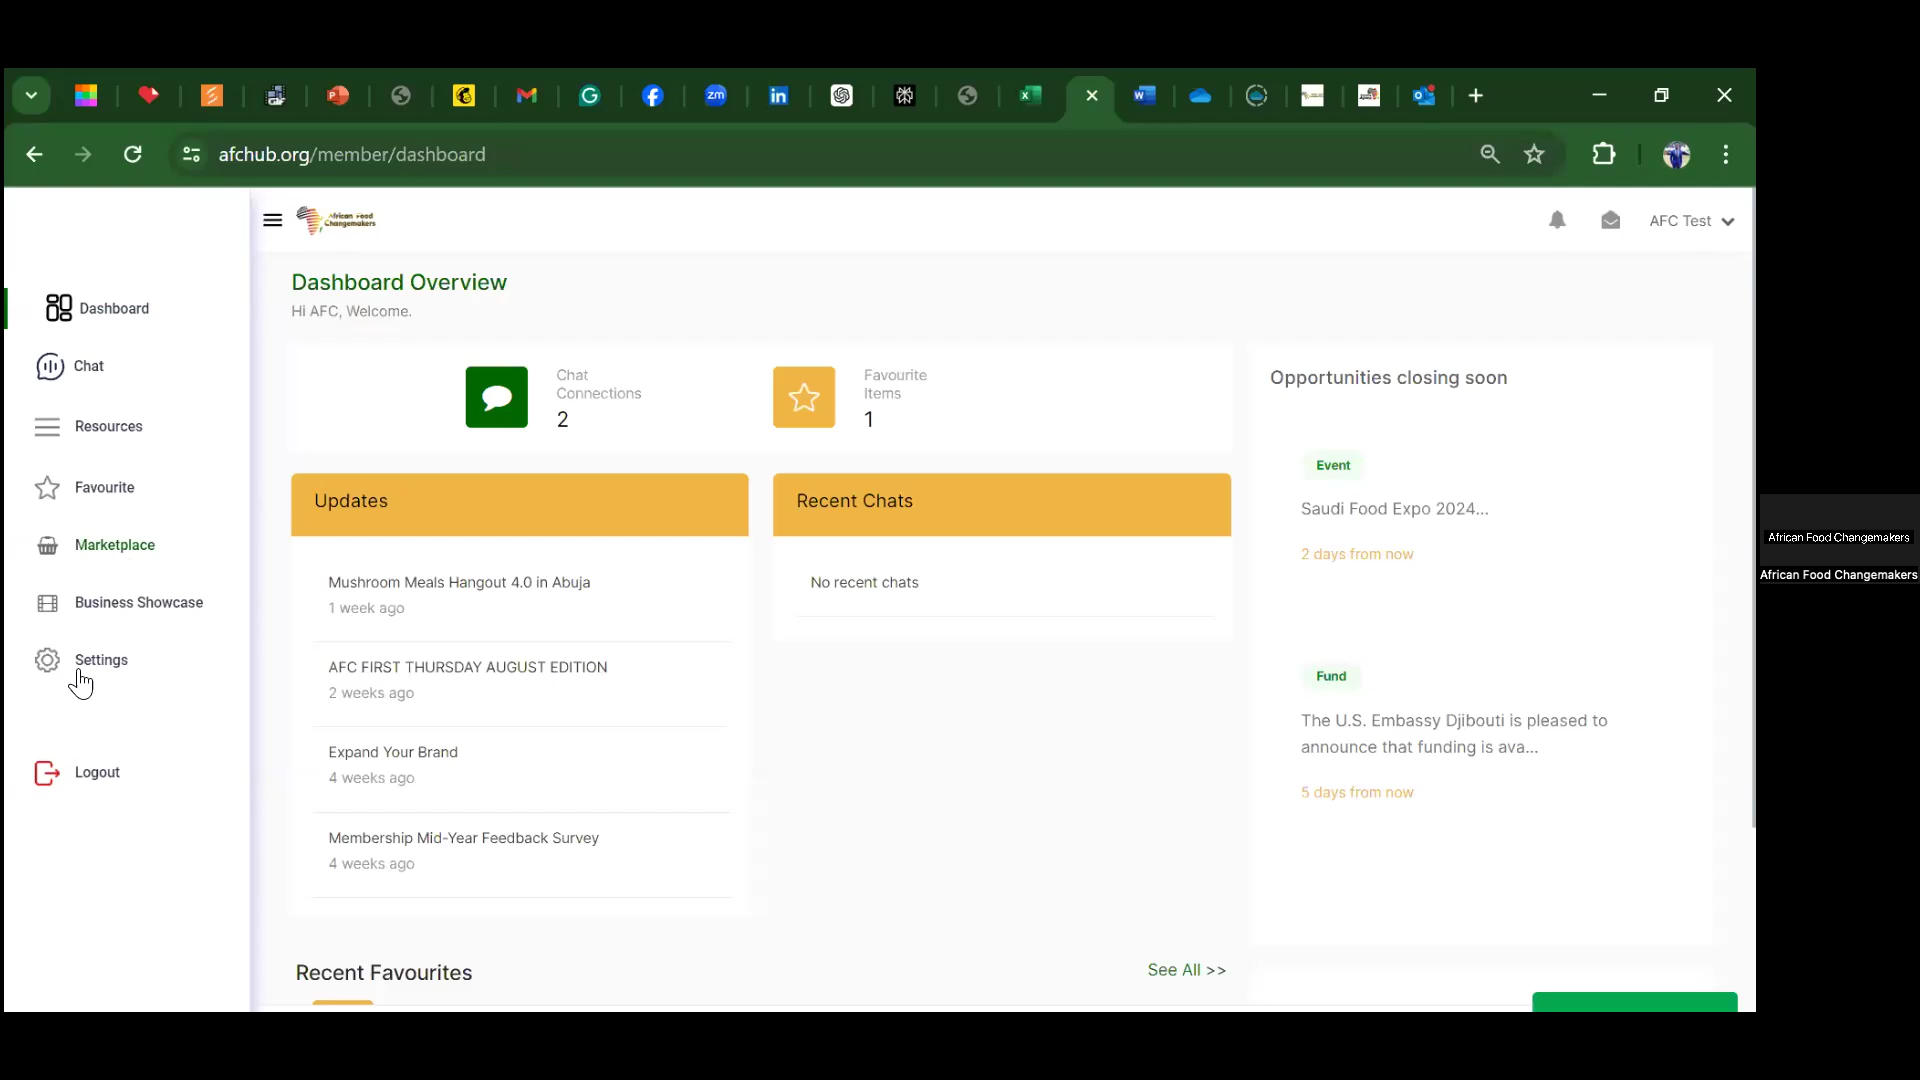 afchub.org/member/dashboard
African Food
Changemakers
AFC Test
Dashboard
Chat
Resources
Favourite
Marketplace
Business Showcase
Settings
Logout
Dashboard Overview
Hi AFC, Welcome.
Chat
Connections
2
Favourite
Items
1
Updates
Mushroom Meals Hangout 4.0 in Abuja
1 week ago
AFC FIRST THURSDAY AUGUST EDITION
2 weeks ago
Expand Your Brand
4 weeks ago
Membership Mid-Year Feedback Survey
4 weeks ago
Recent Chats
No recent chats
Opportunities closing soon
Event
Saudi Food Expo 2024...
2 days from now
Fund
The U.S. Embassy Djibouti is pleased to
announce that funding is ava...
5 days from now
Recent Favourites
See All >>
African Food Changemakers
African Food Changemakers